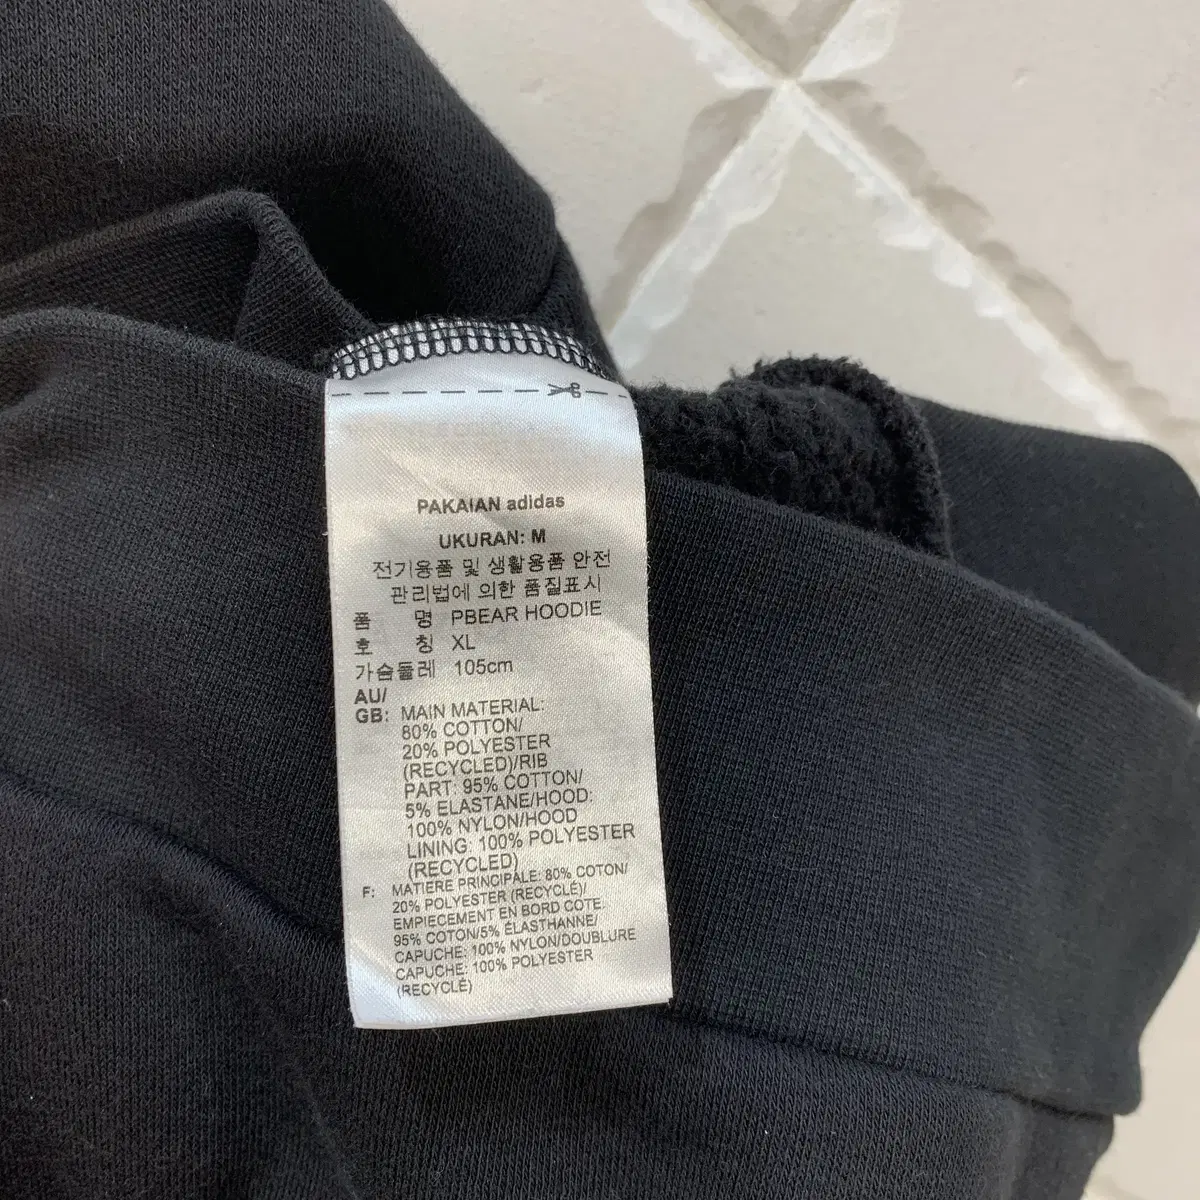 PAKAIAN adidas
UKURAN: M
전기용품 및 생활용품 안전
관리법에 의한 품질표시
품 명 PBEAR HOODIE
호 칭 XL
가슴둘레 105cm
AU/
GB: MAIN MATERIAL:
80% COTTON/
20% POLYESTER
(RECYCLED)/RIB
PART: 95% COTTON/
5% ELASTANE/HOOD:
100% NYLON/HOOD
LINING: 100% POLYESTER
(RECYCLED)
F: MATIERE PRINCIPALE: 80% COTON/
20% POLYESTER (RECYCLÉ)/
EMPIECEMENT EN BORD COTE:
95% COTON/5% ÉLASTHANNE/
CAPUCHE: 100% NYLON/DOUBLURE
CAPUCHE: 100% POLYESTER
(RECYCLÉ)